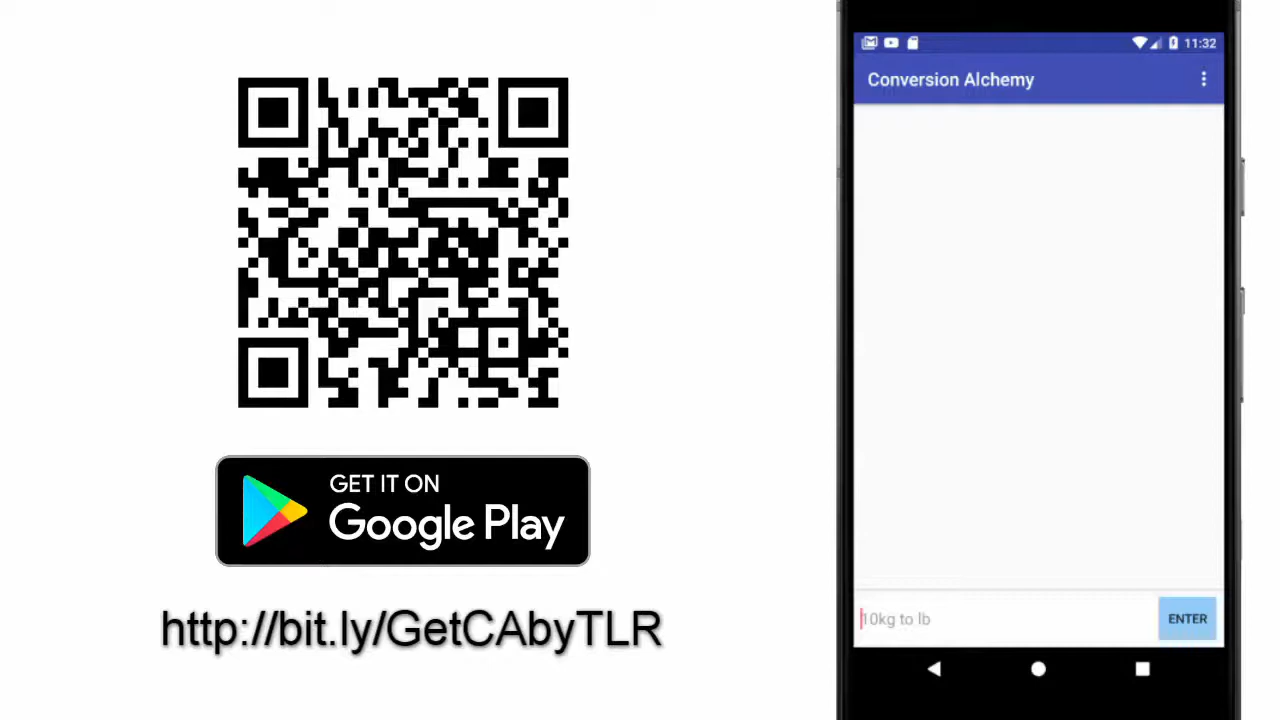 GET IT ON
Google Play
http://bit.ly/GetCAbyTLR
11:32
Conversion Alchemy
10kg to lb
ENTER